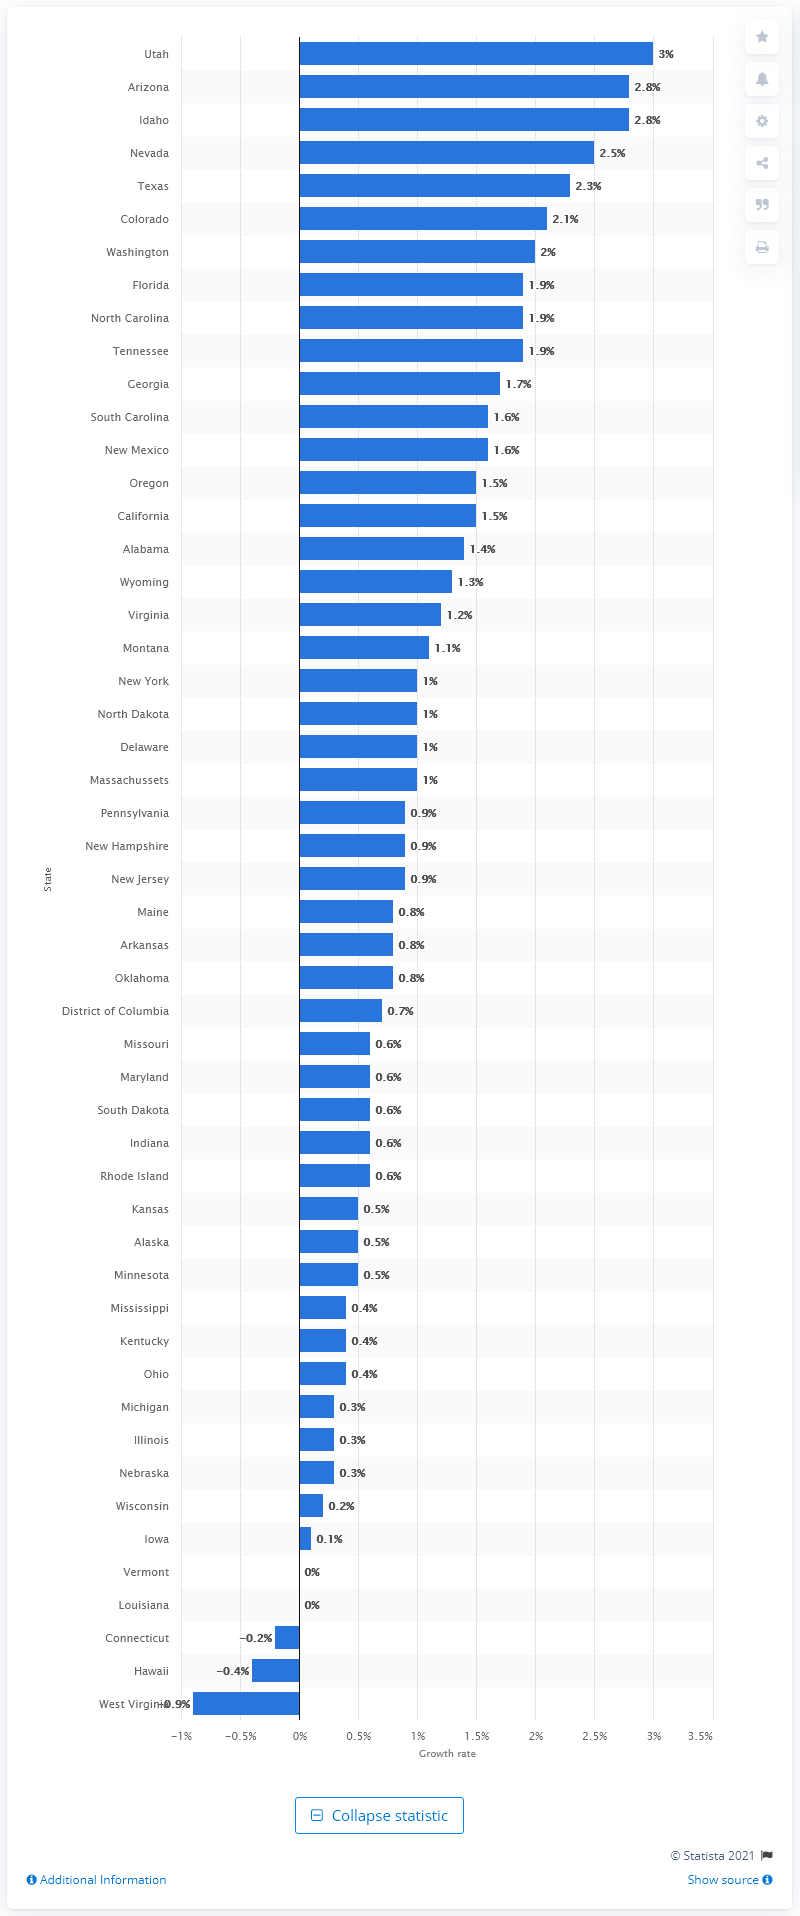 Utah 3%
Arizona 2.8%
Idaho 2.8%
Nevada 2.5%
Texas 2.3%
Colorado 2.1%
Washington 2%
Florida 1.9%
North Carolina 1.9%
Tennessee 1.9%
Georgia 1.7%
South Carolina 1.6%
New Mexico 1.6%
Oregon 1.5%
California 1.5%
Alabama 1.4%
Wyoming 1.3%
Virginia 1.2%
Montana 1.1%
New York 1%
North Dakota 1%
Delaware 1%
Massachussets 1%
Pennsylvania 0.9%
New Hampshire 0.9%
New Jersey 0.9%
State
Maine 0.8%
Arkansas 0.8%
Oklahoma 0.8%
District of Columbia 0.7%
Missouri 0.6%
Maryland 0.6%
South Dakota 0.6%
Indiana 0.6%
Rhode Island 0.6%
Kansas 0.5%
Alaska 0.5%
Minnesota 0.5%
Mississippi 0.4%
Kentucky 0.4%
Ohio 0.4%
Michigan 0.3%
Illinois 0.3%
Nebraska 0.3%
Wisconsin 0.2%
Iowa 0.1%
Vermont 0%
Louisiana 0%
Connecticut -0.2%
Hawaii -0.4%
West Virginia -0.9%
-1% -0.5% 0% 0.5% 1% 1.5% 2% 2.5% 3% 3.5%
Growth rate
Collapse statistic
© Statista 2021
Additional Information Show source